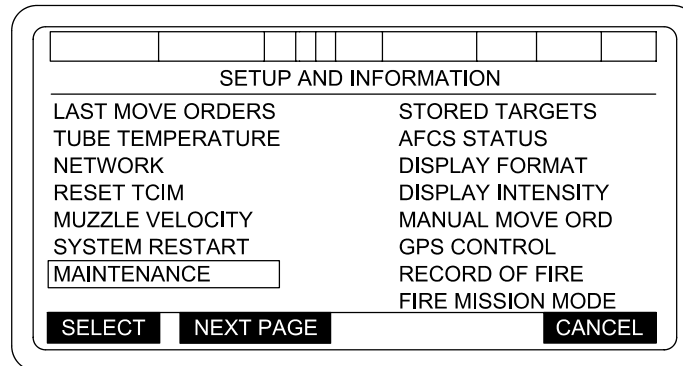 SETUP AND INFORMATION
LAST MOVE ORDERS
TUBE TEMPERATURE
NETWORK
RESET TCIM
MUZZLE VELOCITY
SYSTEM RESTART
MAINTENANCE
STORED TARGETS
AFCS STATUS
DISPLAY FORMAT
DISPLAY INTENSITY
MANUAL MOVE ORD
GPS CONTROL
RECORD OF FIRE
FIRE MISSION MODE
SELECT NEXT PAGE CANCEL